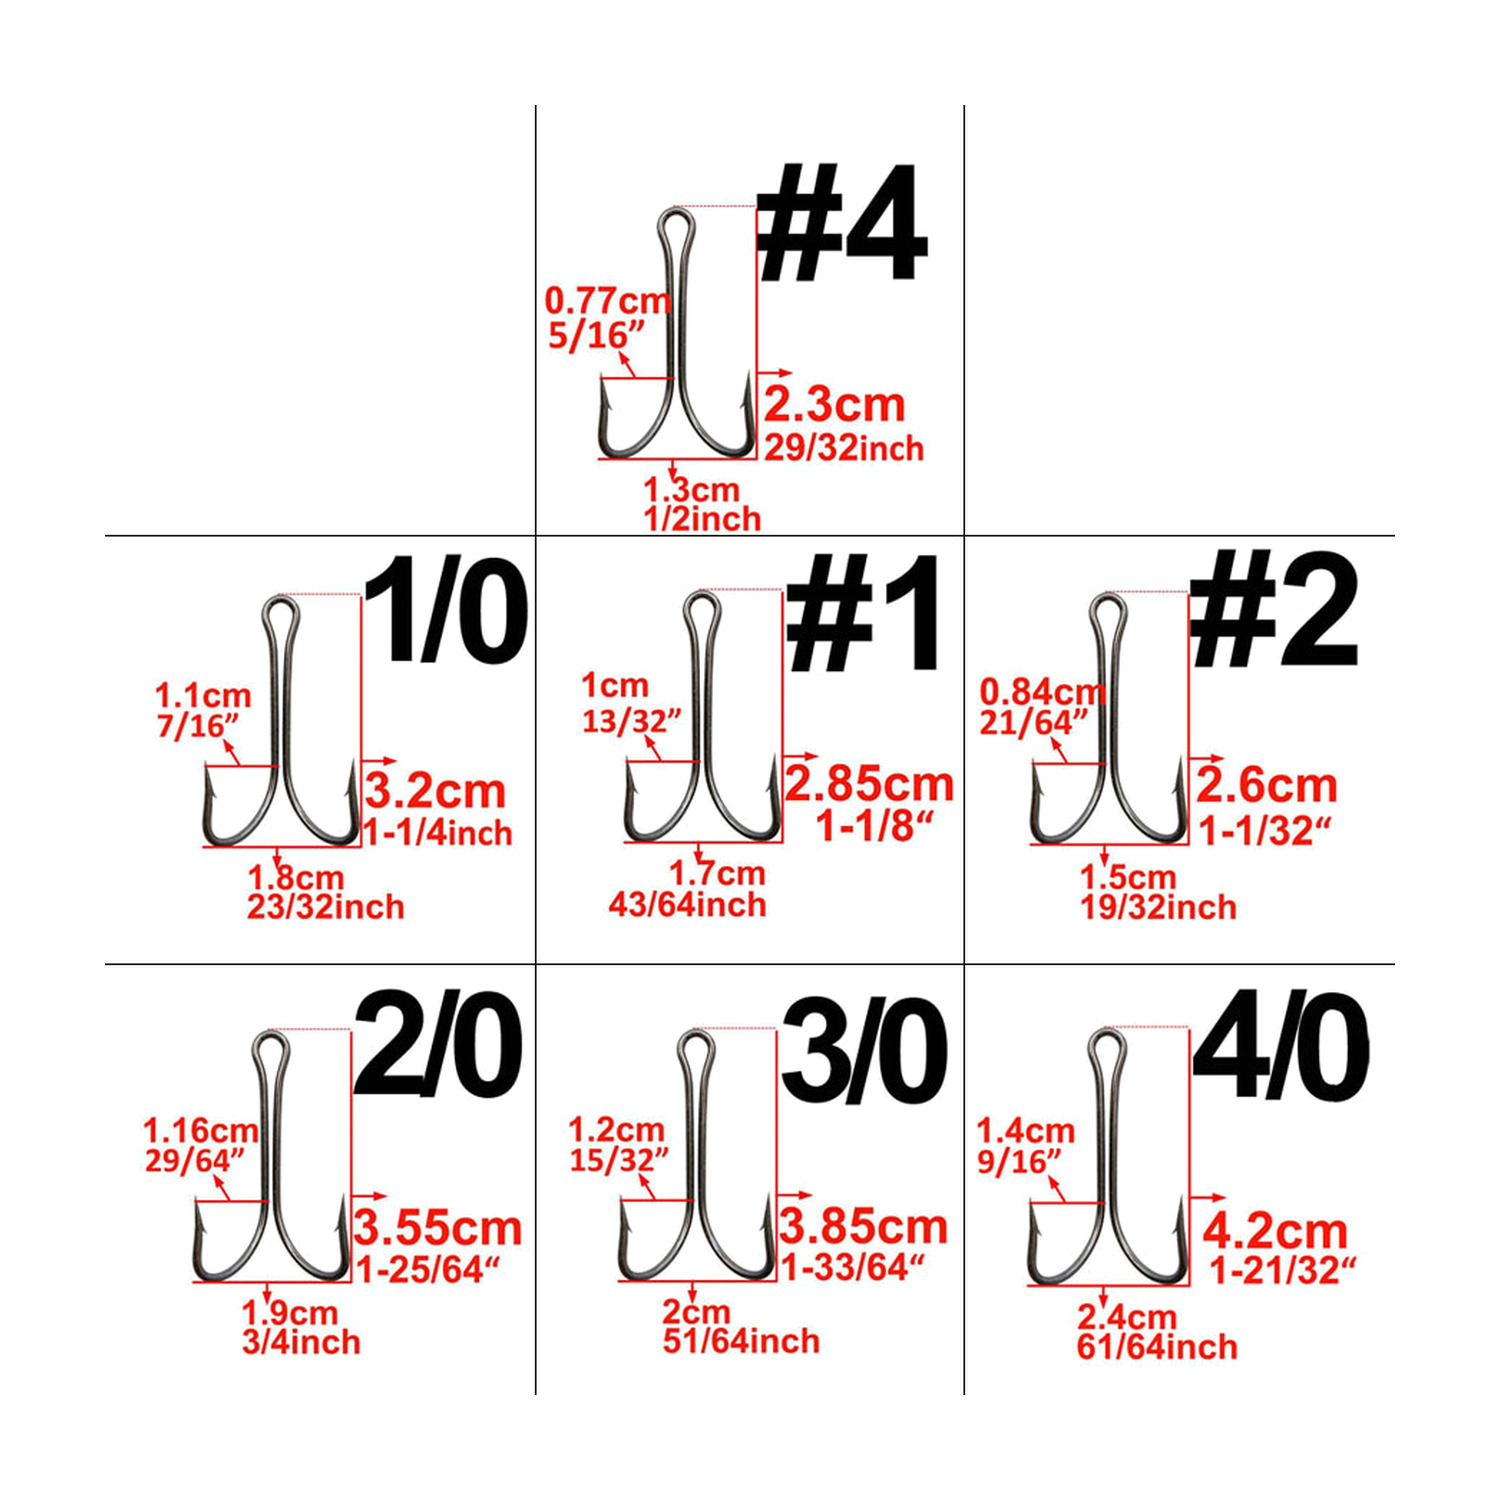 #4
0.77cm
5/16”
2.3cm
29/32inch
1.3cm
1/2inch
1/0
1.1cm
7/16”
3.2cm
1-1/4inch
1.8cm
23/32inch
#1
1cm
13/32”
2.85cm
1-1/8“
1.7cm
43/64inch
#2
0.84cm
21/64”
2.6cm
1-1/32“
1.5cm
19/32inch
2/0
1.16cm
29/64”
3.55cm
1-25/64“
1.9cm
3/4inch
3/0
1.2cm
15/32”
3.85cm
1-33/64“
2cm
51/64inch
4/0
1.4cm
9/16”
4.2cm
1-21/32“
2.4cm
61/64inch